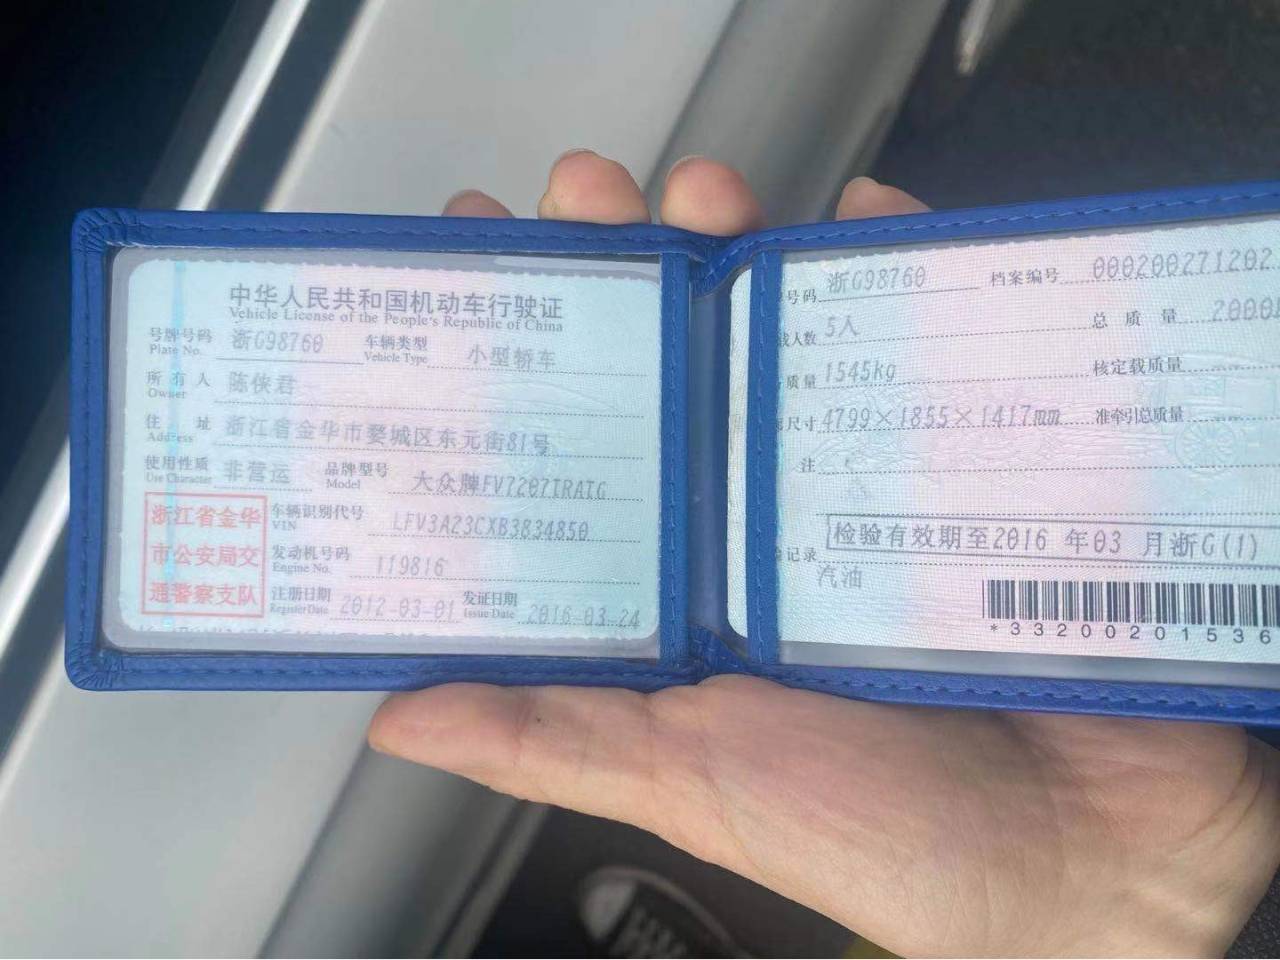 中华人民共和国机动车行驶证
Vehicle License of the People's Republic of China
号牌号码 浙G98760 车辆类型 小型轿车
Plate No. Vehicle Type
所有人 陈侠君
Owner
住址 浙江省金华市婺城区东元街81号
Address
使用性质 非营运 品牌型号 大众牌FV7207TRATG
Use Character Model
浙江省金华
市公安局交
通警察支队
车辆识别代号 LFV3A23CXB3834850
VIN
发动机号码 119816
Engine No.
注册日期 2012-03-01 发证日期 2016-03-24
Register Date Issue Date
号码 浙G98760 档案编号 000200271202
人数 5人 总质量 2000
质量 1545kg 核定载质量
尺寸 4799×1855×1417mm 准牵引总质量
注
记录 检验有效期至2016 年03 月浙G(1)
汽油
*332002001536